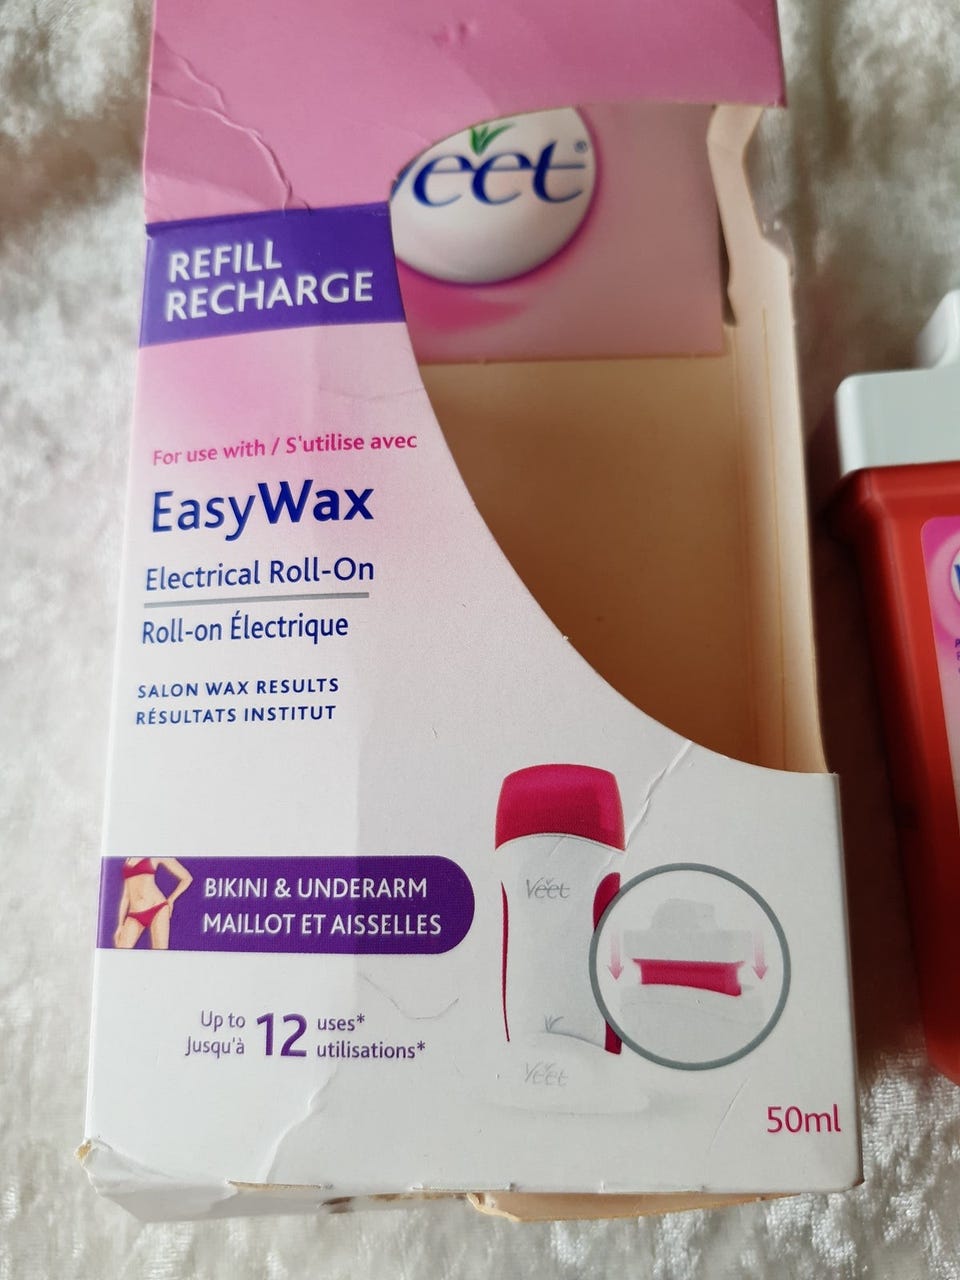 Veet®
REFILL
RECHARGE
For use with / S'utilise avec
EasyWax
Electrical Roll-On
Roll-on Électrique
SALON WAX RESULTS
RÉSULTATS INSTITUT
Veet
BIKINI & UNDERARM
MAILLOT ET AISSELLES
Up to 12 uses*
Jusqu'à utilisations*
Veet
50ml